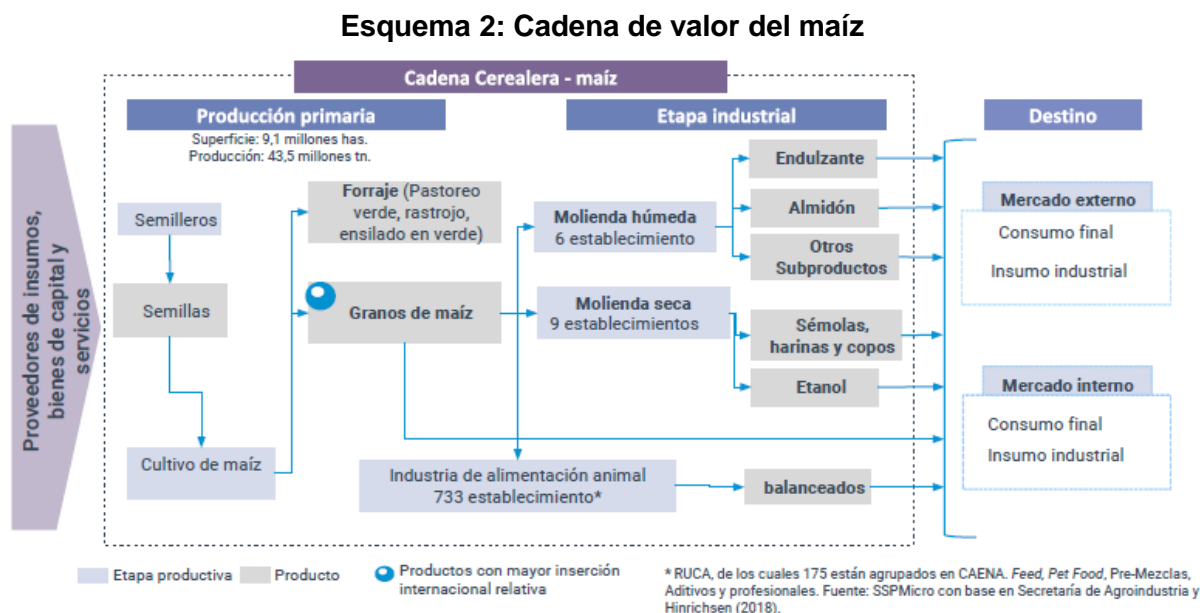 Esquema 2: Cadena de valor del maíz
Cadena Cerealera - maíz
Proveedores de insumos,
bienes de capital y
servicios
Producción primaria
Superficie: 9,1 millones has.
Producción: 43,5 millones tn.
Semilleros
Semillas
Cultivo de maíz
Forraje (Pastoreo
verde, rastrojo,
ensilado en verde)
Granos de maíz
Etapa industrial
Molienda húmeda
6 establecimiento
Molienda seca
9 establecimientos
Industria de alimentación animal
733 establecimiento*
Endulzante
Almidón
Otros
Subproductos
Sémolas,
harinas y copos
Etanol
balanceados
Destino
Mercado externo
Consumo final
Insumo industrial
Mercado interno
Consumo final
Insumo industrial
Etapa productiva
Producto
Productos con mayor inserción
internacional relativa
* RUCA, de los cuales 175 están agrupados en CAENA. Feed, Pet Food, Pre-Mezclas,
Aditivos y profesionales. Fuente: SSPMicro con base en Secretaría de Agroindustria y
Hinrichsen (2018).